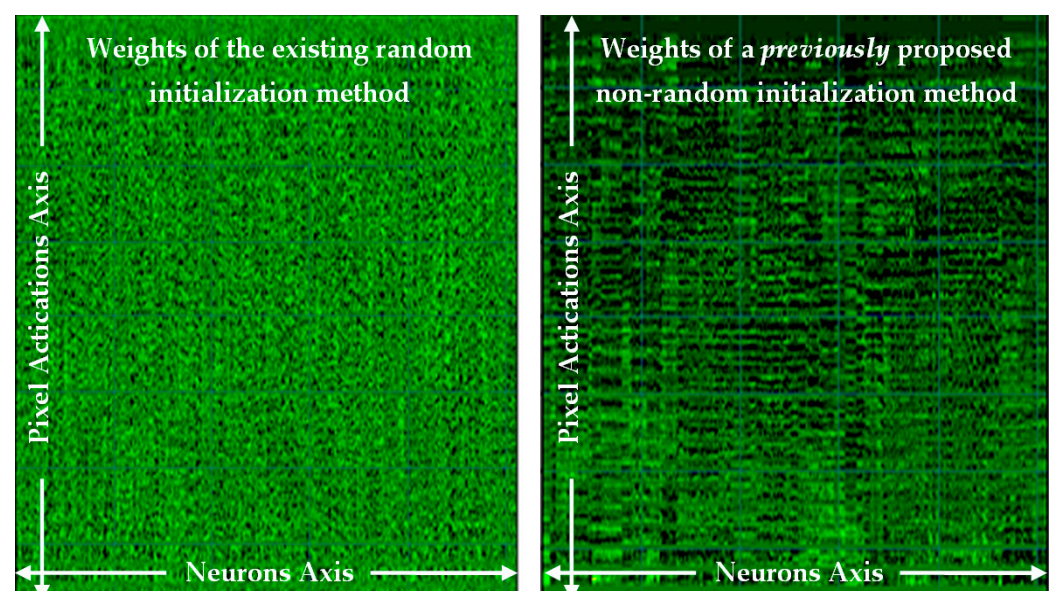 Weights of the existing random
initialization method
Pixel Actications Axis
Neurons Axis
Weights of a previously proposed
non-random initialization method
Pixel Actications Axis
Neurons Axis